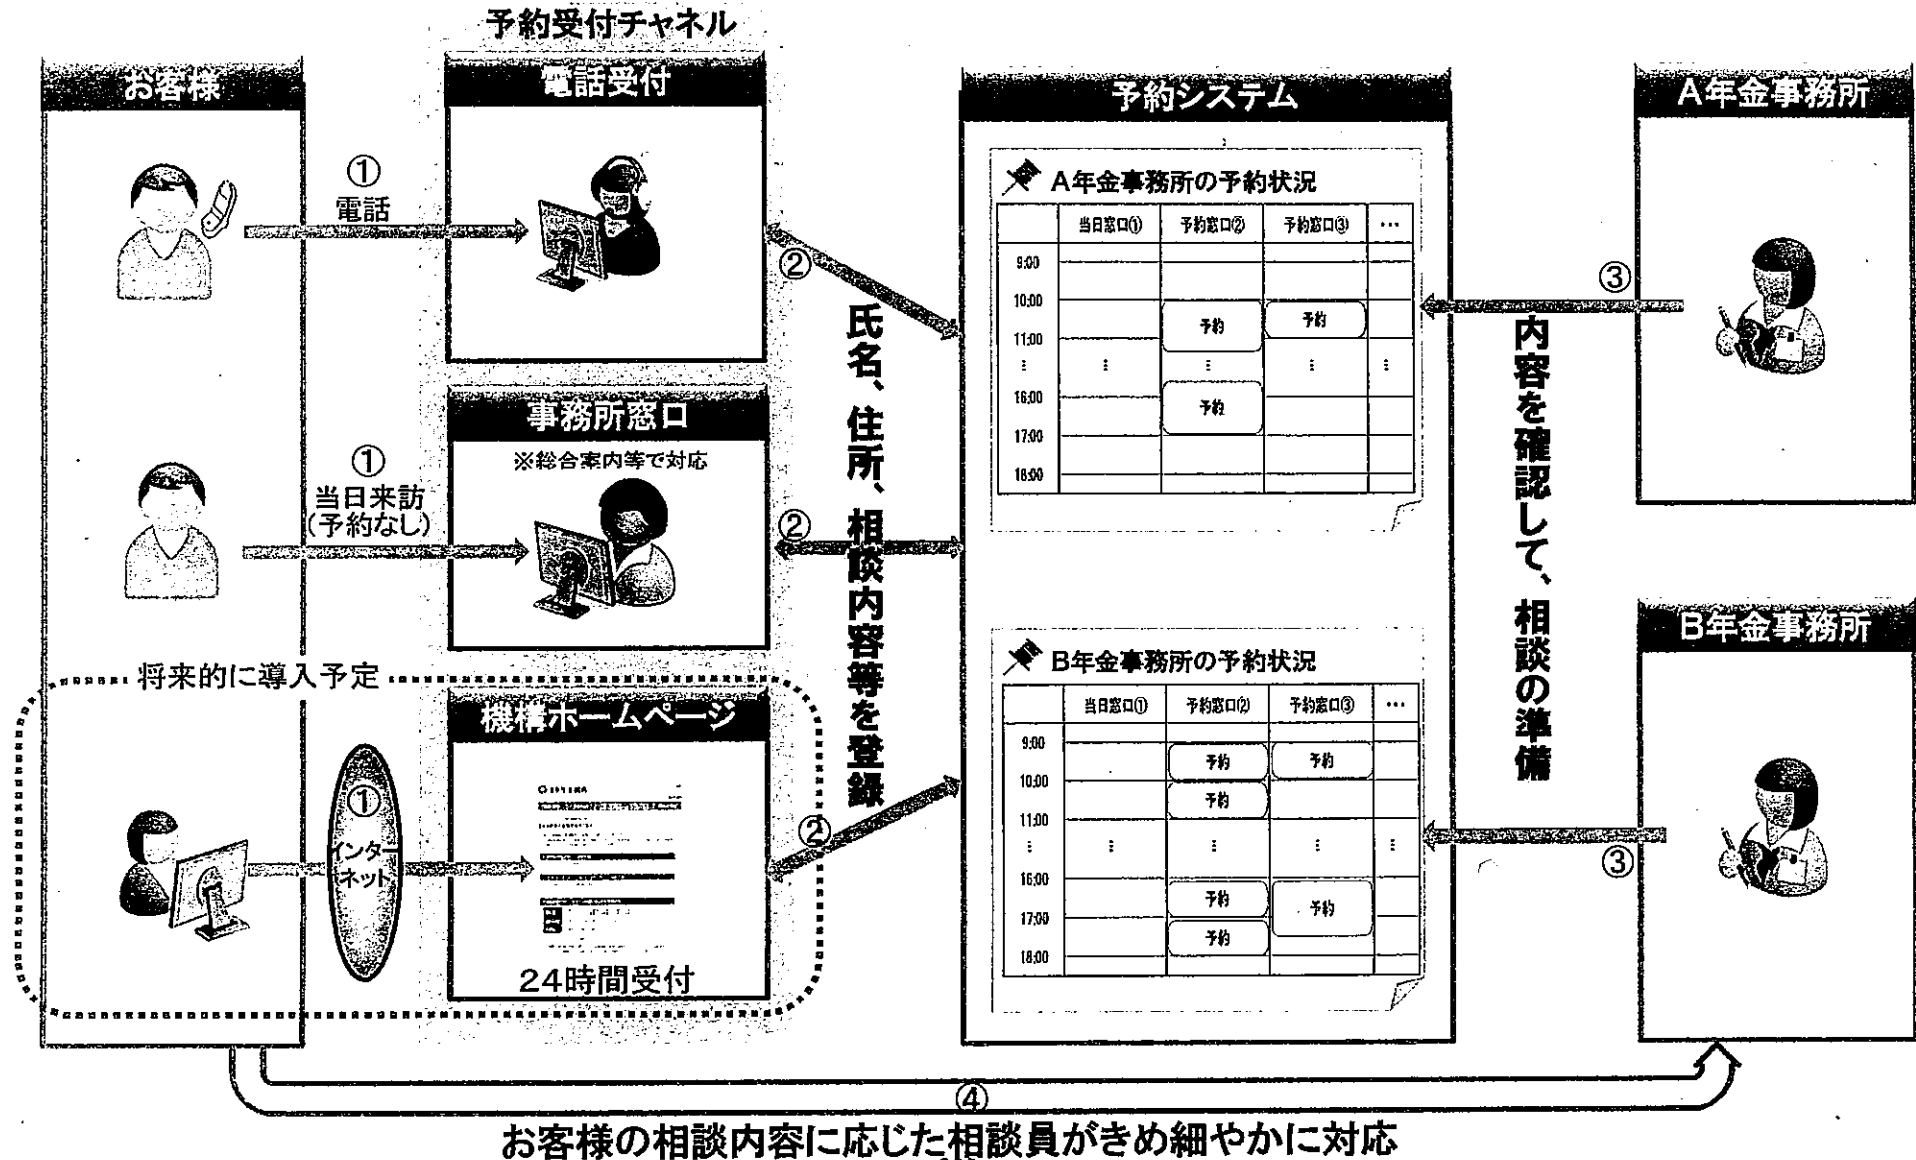 予約受付チャネル
お客様
電話受付
①
電話
②
事務所窓口
※総合案内等で対応
①
当日来訪
(予約なし)
②
将来的に導入予定
機構ホームページ
①
インター
ネット
24時間受付
②
氏名、住所、相談内容等を登録
予約システム
A年金事務所の予約状況
当日窓口① 予約窓口② 予約窓口③ …
9:00
10:00
予約 予約
11:00
⋮ ⋮ ⋮ ⋮ ⋮
16:00
予約
17:00
18:00
B年金事務所の予約状況
当日窓口① 予約窓口② 予約窓口③ …
9:00
予約 予約
10:00
予約
11:00
⋮ ⋮ ⋮ ⋮ ⋮
16:00
予約 予約
17:00
予約
18:00
A年金事務所
③
内容を確認して、相談の準備
B年金事務所
③
④
お客様の相談内容に応じた相談員がきめ細やかに対応